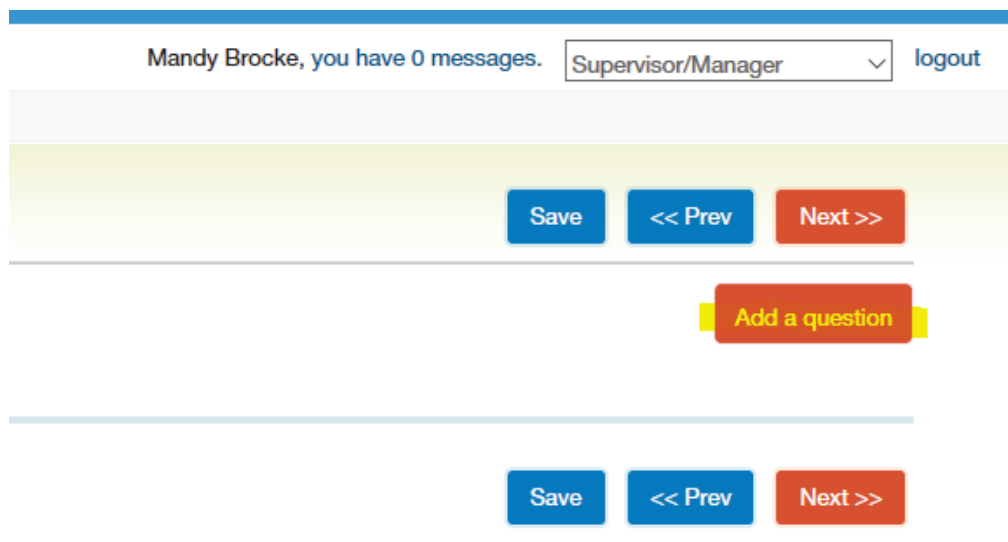 Mandy Brocke, you have 0 messages. Supervisor/Manager logout
Save << Prev Next >>
Add a question
Save << Prev Next >>